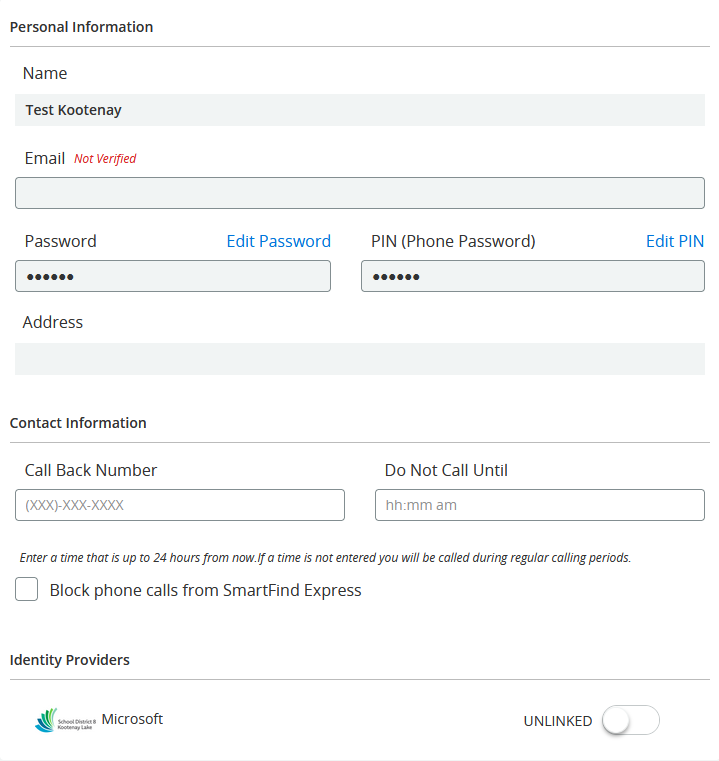 Personal Information
Name
Test Kootenay
Email Not Verified
Password Edit Password PIN (Phone Password) Edit PIN
●●●●●● ●●●●●●
Address
Contact Information
Call Back Number Do Not Call Until
(XXX)-XXX-XXXX hh:mm am
Enter a time that is up to 24 hours from now.If a time is not entered you will be called during regular calling periods.
Block phone calls from SmartFind Express
Identity Providers
School District 8
Kootenay Lake
Microsoft UNLINKED